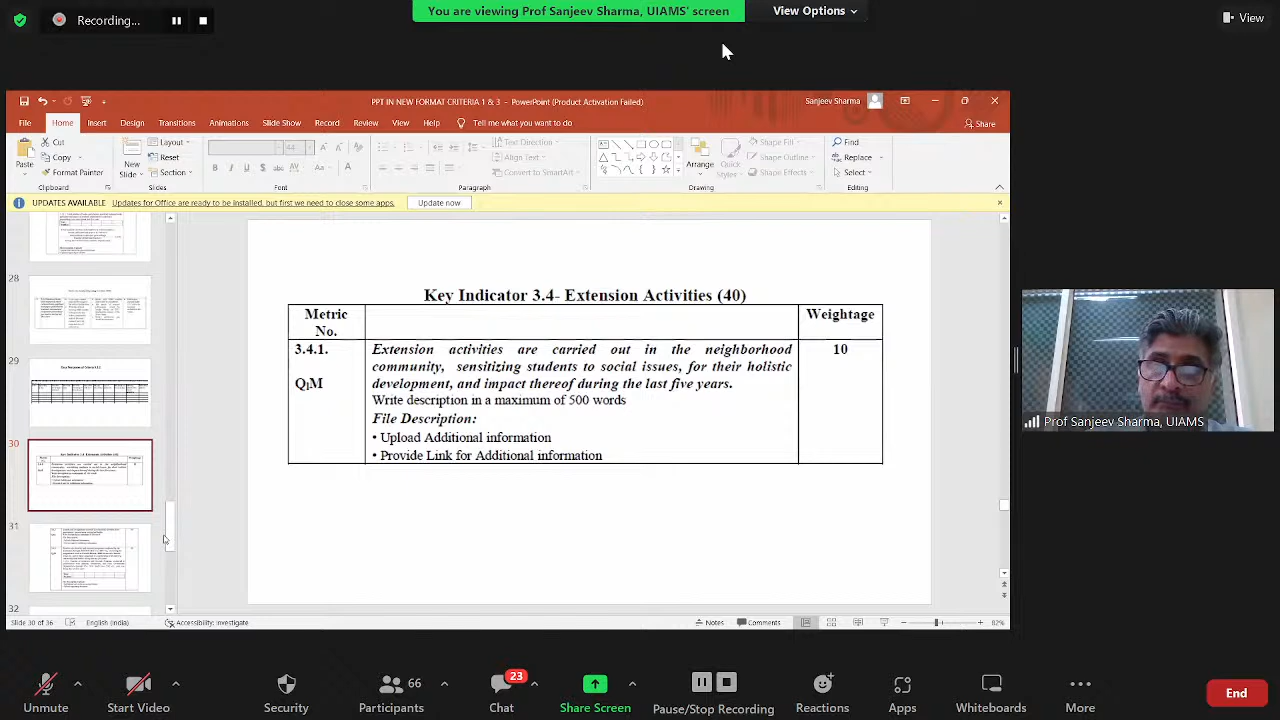 Recording...
You are viewing Prof Sanjeev Sharma, UIAMS' screen
View Options
View
PPT IN NEW FORMAT CRITERIA 1 & 3 - PowerPoint (Product Activation Failed)
Sanjeev Sharma
File Home Insert Design Transitions Animations Slide Show Record Review View Help Tell me what you want to do
Share
Paste
Cut
Copy
Format Painter
Clipboard
New Slide
Layout
Reset
Section
Slides
44
Font
Text Direction
Align Text
Convert to SmartArt
Paragraph
Arrange
Quick Styles
Shape Fill
Shape Outline
Shape Effects
Drawing
Find
Replace
Select
Editing
UPDATES AVAILABLE Updates for Office are ready to be installed, but first we need to close some apps. Update now
28
29
30
31
32
Key Indicator 3.4- Extension Activities (40)
Metric No.
Weightage
3.4.1.
QlM
Extension activities are carried out in the neighborhood
community, sensitizing students to social issues, for their holistic
development, and impact thereof during the last five years.
Write description in a maximum of 500 words
File Description:
• Upload Additional information
• Provide Link for Additional information
10
Prof Sanjeev Sharma, UIAMS
Slide 30 of 36 English (India) Accessibility: Investigate Notes Comments 82%
Unmute Start Video Security Participants 66 Chat 23 Share Screen Pause/Stop Recording Reactions Apps Whiteboards More End